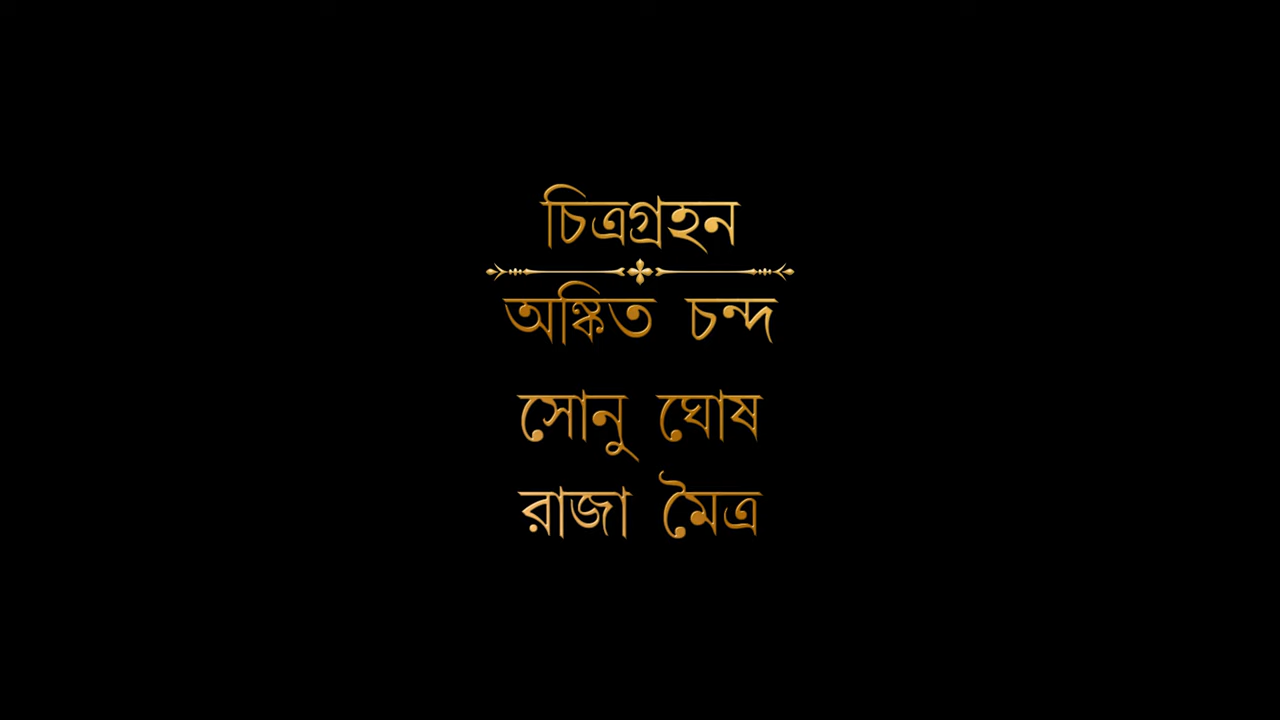 চিত্রগ্রহন
অঙ্কিত চন্দ
সোনু ঘোষ
রাজা মৈত্র